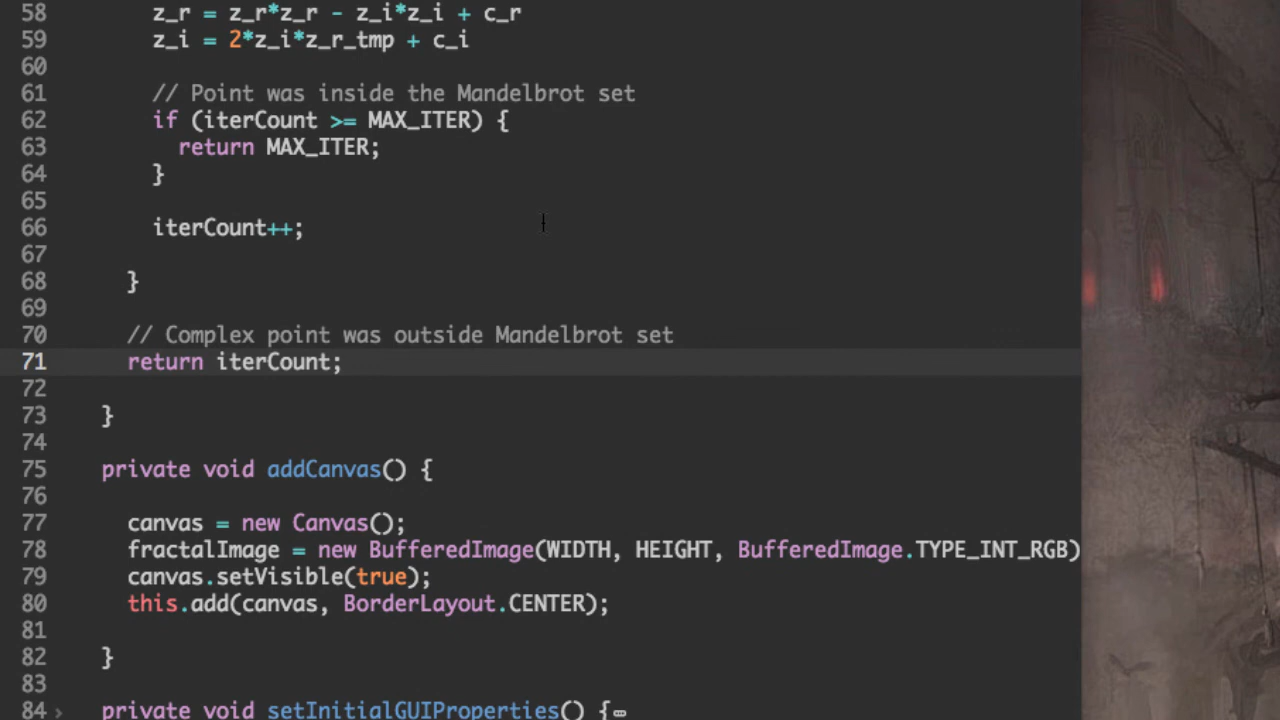 58 z_r = z_r*z_r - z_i*z_i + c_r
59 z_i = 2*z_i*z_r_tmp + c_i
60
61 // Point was inside the Mandelbrot set
62 if (iterCount >= MAX_ITER) {
63 return MAX_ITER;
64 }
65
66 iterCount++;
67
68 }
69
70 // Complex point was outside Mandelbrot set
71 return iterCount;
72
73 }
74
75 private void addCanvas() {
76
77 canvas = new Canvas();
78 fractalImage = new BufferedImage(WIDTH, HEIGHT, BufferedImage.TYPE_INT_RGB)
79 canvas.setVisible(true);
80 this.add(canvas, BorderLayout.CENTER);
81
82 }
83
84 private void setInitialGUIProperties() {